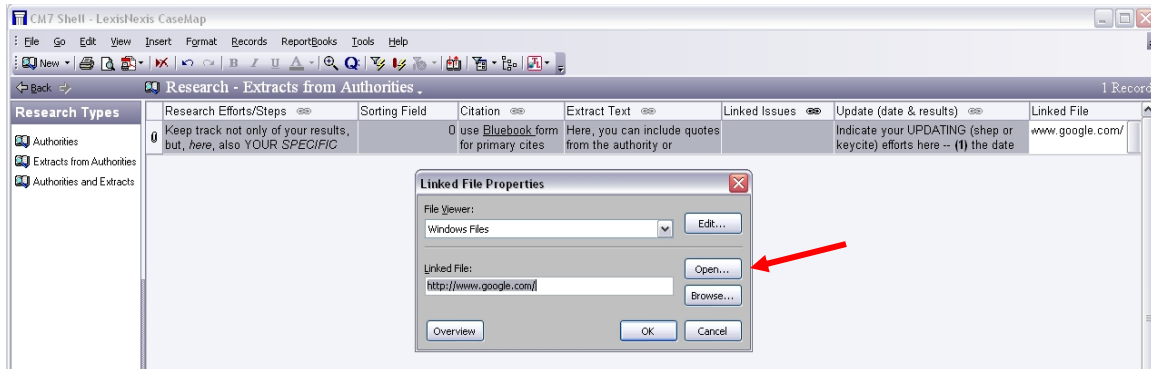 CM7 Shell - LexisNexis CaseMap
File Go Edit View Insert Format Records ReportBooks Tools Help
New B I U A Q
Back Research - Extracts from Authorities 1 Record
Research Types
Authorities
Extracts from Authorities
Authorities and Extracts
Research Efforts/Steps Sorting Field Citation Extract Text Linked Issues Update (date & results) Linked File
Keep track not only of your results, 0 use Bluebook form Here, you can include quotes Indicate your UPDATING (shep or www.google.com/
but, here, also YOUR SPECIFIC for primary cites from the authority or keycite) efforts here -- (1) the date
Linked File Properties
File Viewer:
Windows Files Edit...
Linked File: Open...
http://www.google.com/ Browse...
Overview OK Cancel